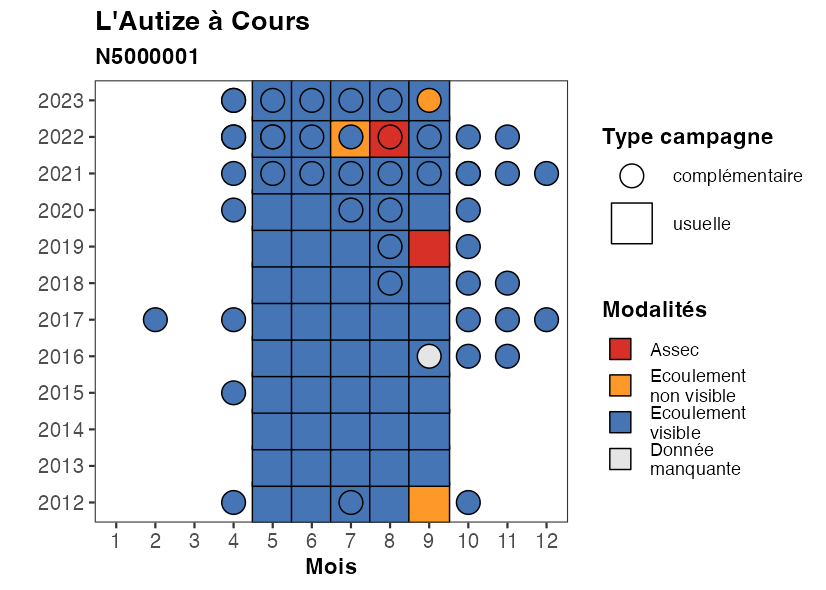 L'Autize à Cours
N5000001
2023
2022
2021
2020
2019
2018
2017
2016
2015
2014
2013
2012
1 2 3 4 5 6 7 8 9 10 11 12
Mois
Type campagne
complémentaire
usuelle
Modalités
Assec
Ecoulement
non visible
Ecoulement
visible
Donnée
manquante